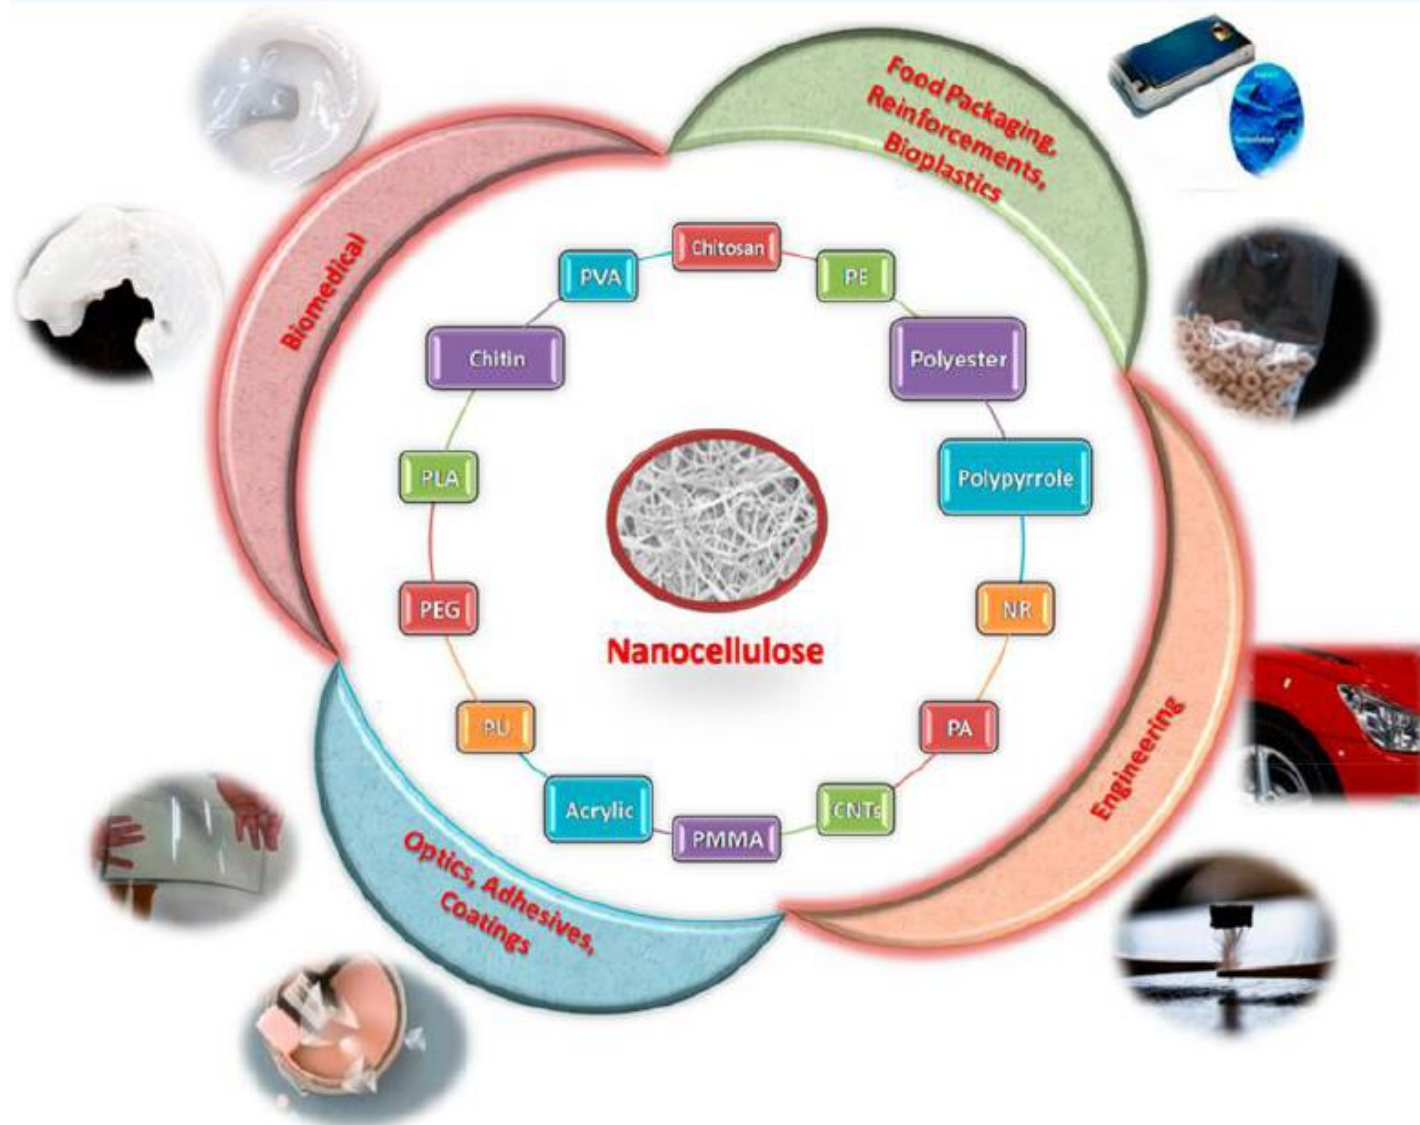 Food Packaging,
Reinforcements,
Bioplastics
Biomedical
Chitosan
PVA
PE
Chitin
Polyester
PLA
Polypyrrole
PEG
NR
Nanocellulose
PU
PA
Acrylic
CNTs
PMMA
Engineering
Optics, Adhesives,
Coatings